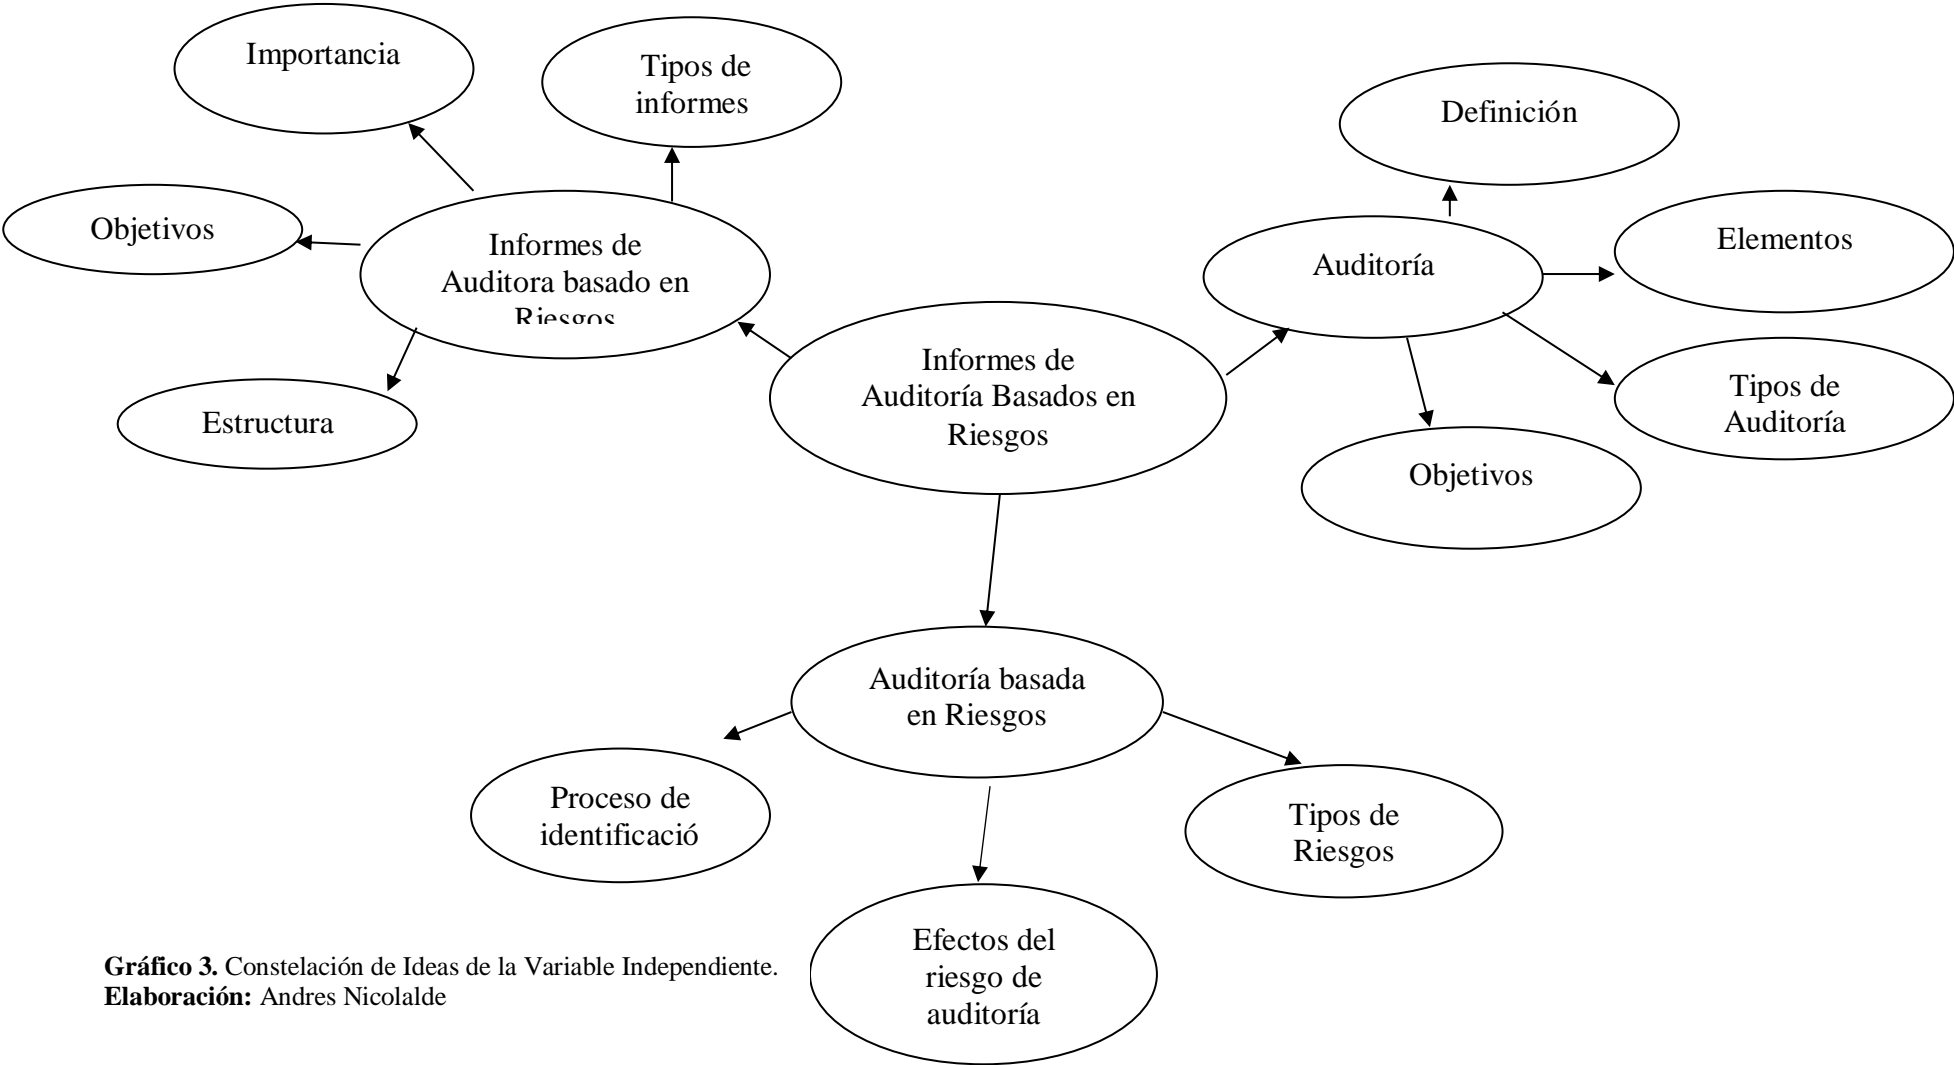 Importancia
Tipos de
informes
Definición
Objetivos
Informes de
Auditora basado en
Riesgos
Auditoría
Elementos
Informes de
Auditoría Basados en
Riesgos
Tipos de
Auditoría
Estructura
Objetivos
Auditoría basada
en Riesgos
Proceso de
identificació
Tipos de
Riesgos
Efectos del
riesgo de
auditoría
Gráfico 3. Constelación de Ideas de la Variable Independiente.
Elaboración: Andres Nicolalde